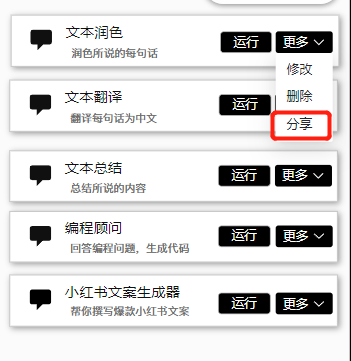 文本润色
润色所说的每句话
运行
更多
修改
删除
分享
文本翻译
翻译每句话为中文
运行
文本总结
总结所说的内容
运行
更多
编程顾问
回答编程问题，生成代码
运行
更多
小红书文案生成器
帮你撰写爆款小红书文案
运行
更多